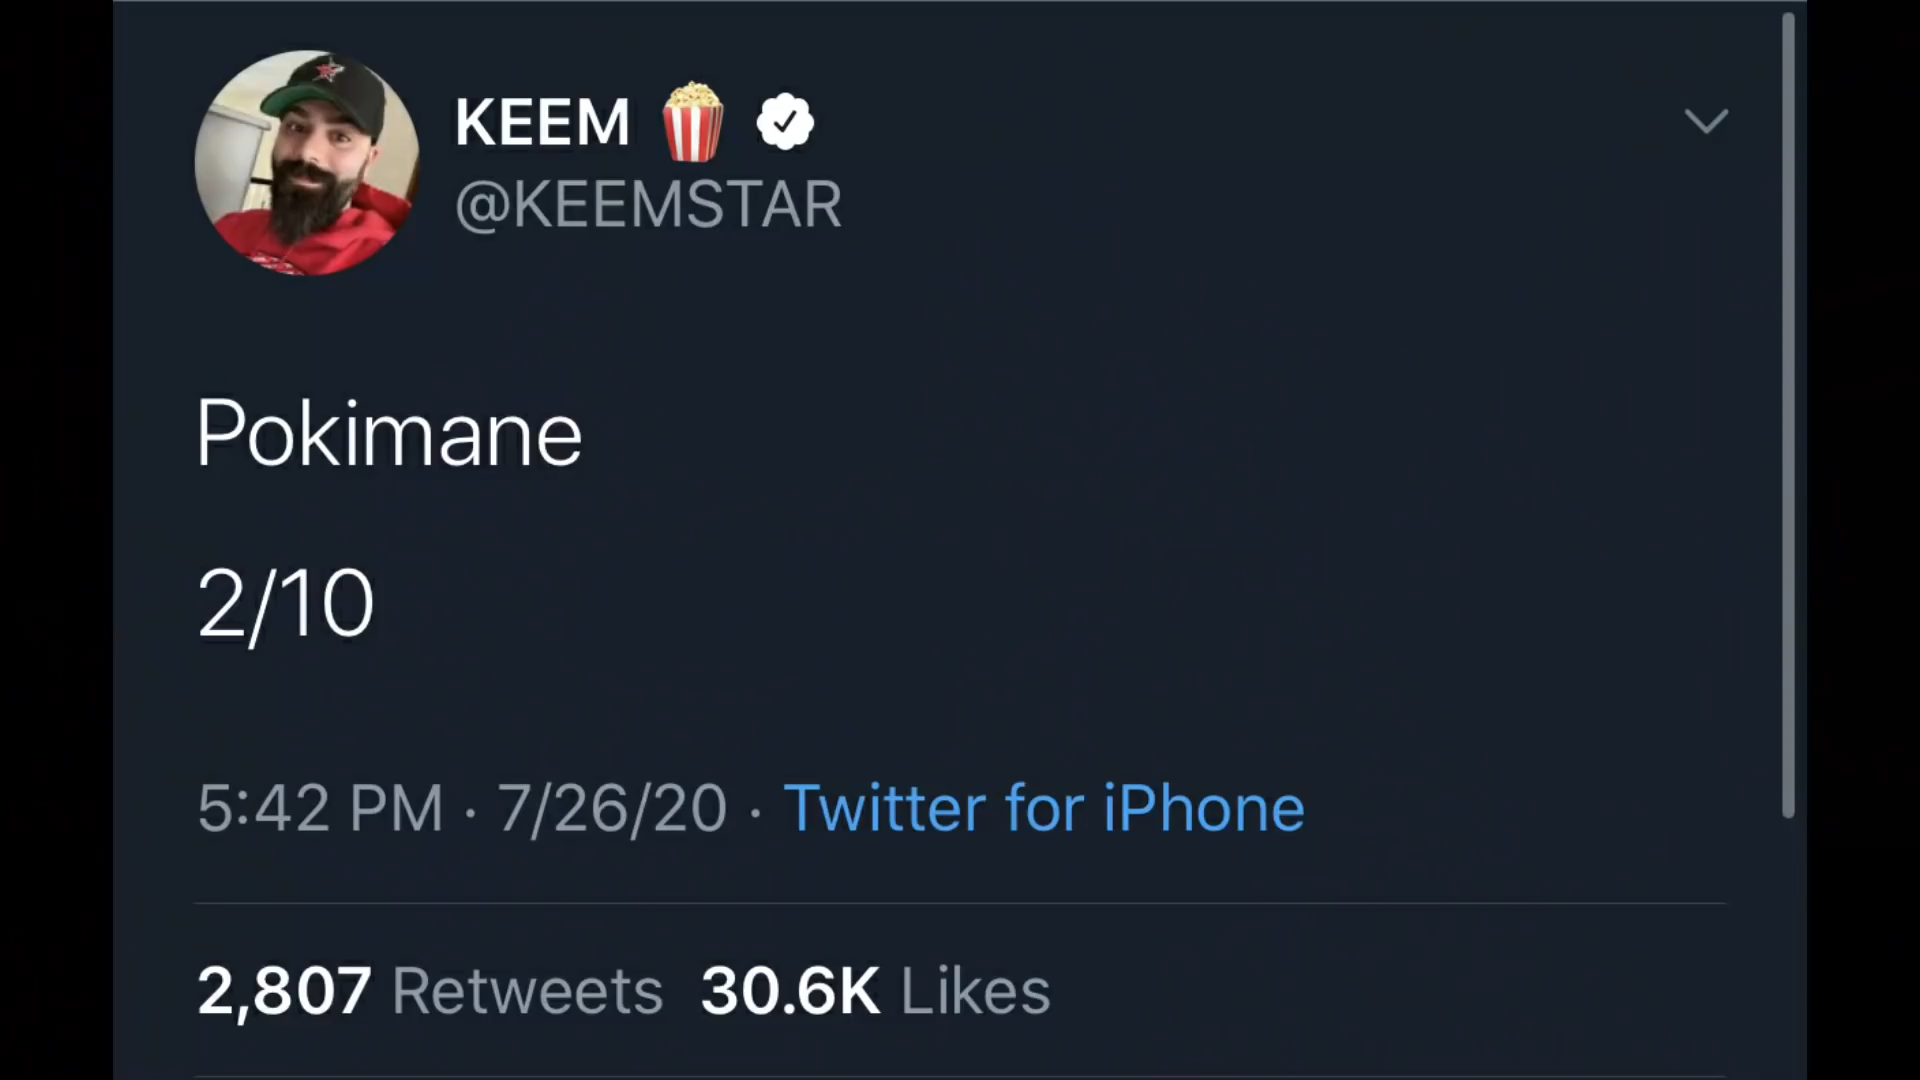 KEEM 🍿
@KEEMSTAR
Pokimane
2/10
5:42 PM · 7/26/20 · Twitter for iPhone
2,807 Retweets 30.6K Likes